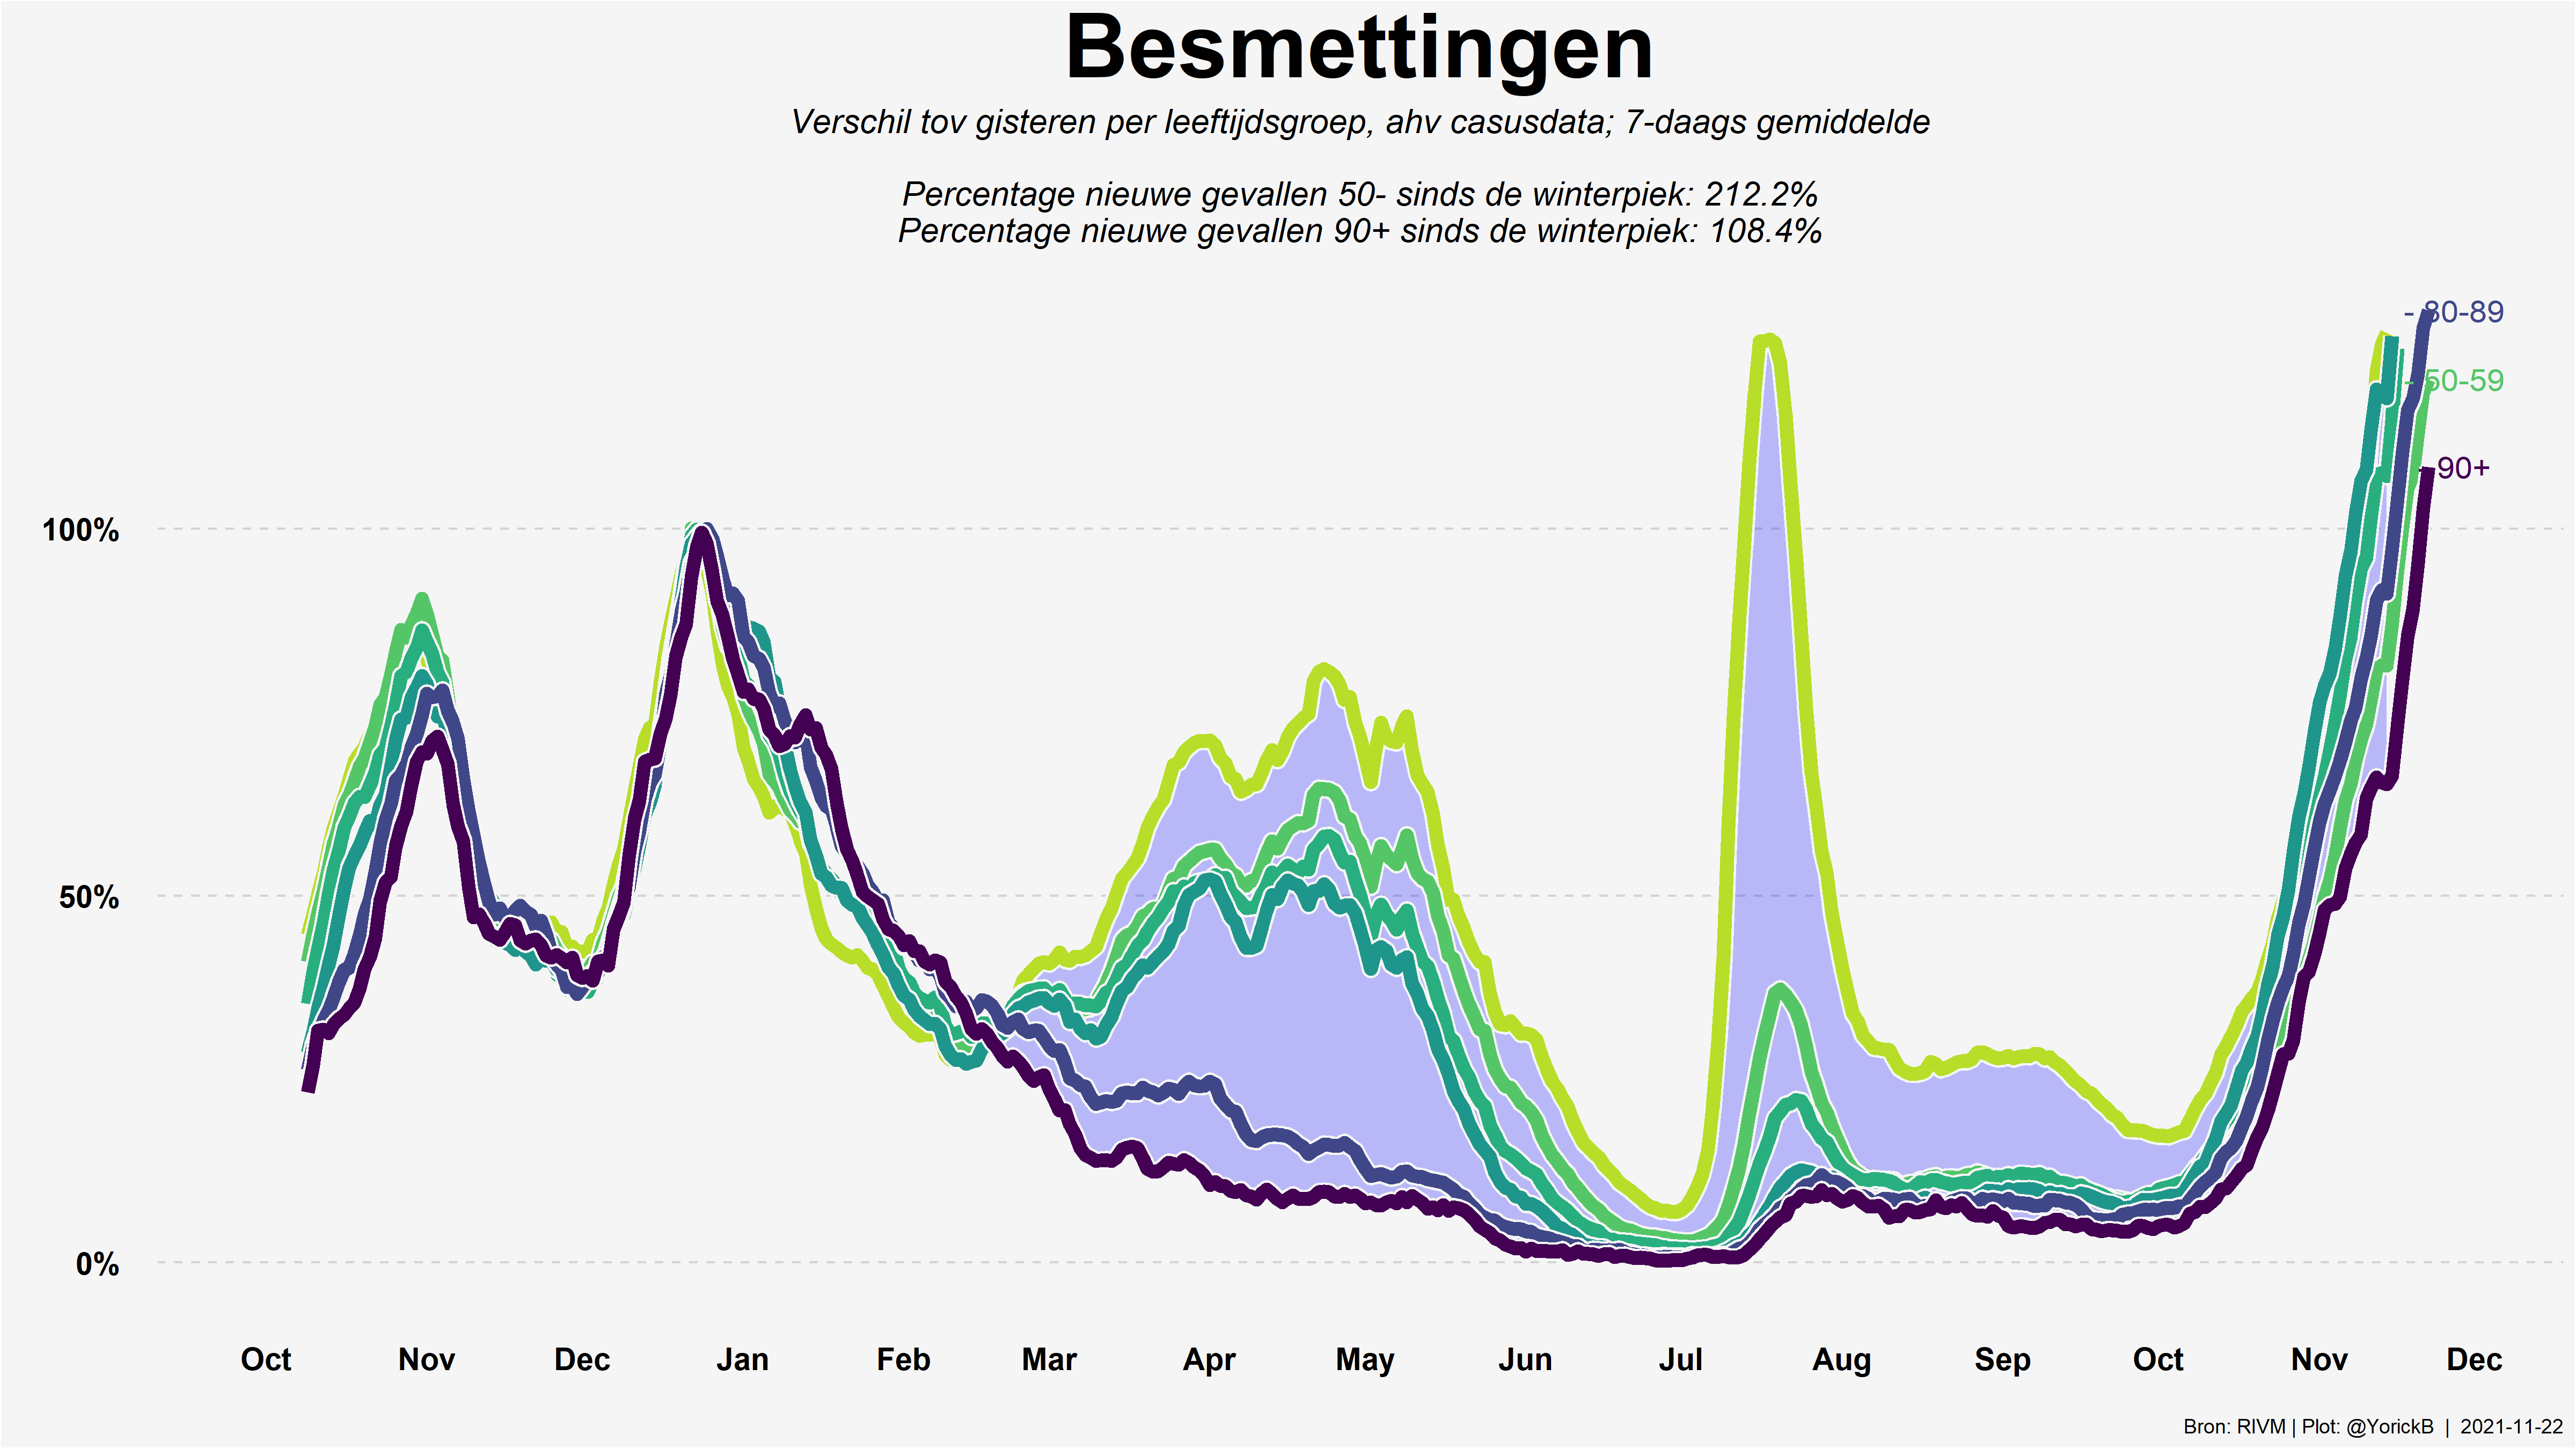 Besmettingen
Verschil tov gisteren per leeftijdsgroep, ahv casusdata; 7-daags gemiddelde
Percentage nieuwe gevallen 50- sinds de winterpiek: 212.2%
Percentage nieuwe gevallen 90+ sinds de winterpiek: 108.4%
- 80-89
- 50-59
- 90+
100%
50%
0%
Oct Nov Dec Jan Feb Mar Apr May Jun Jul Aug Sep Oct Nov Dec
Bron: RIVM | Plot: @YorickB | 2021-11-22